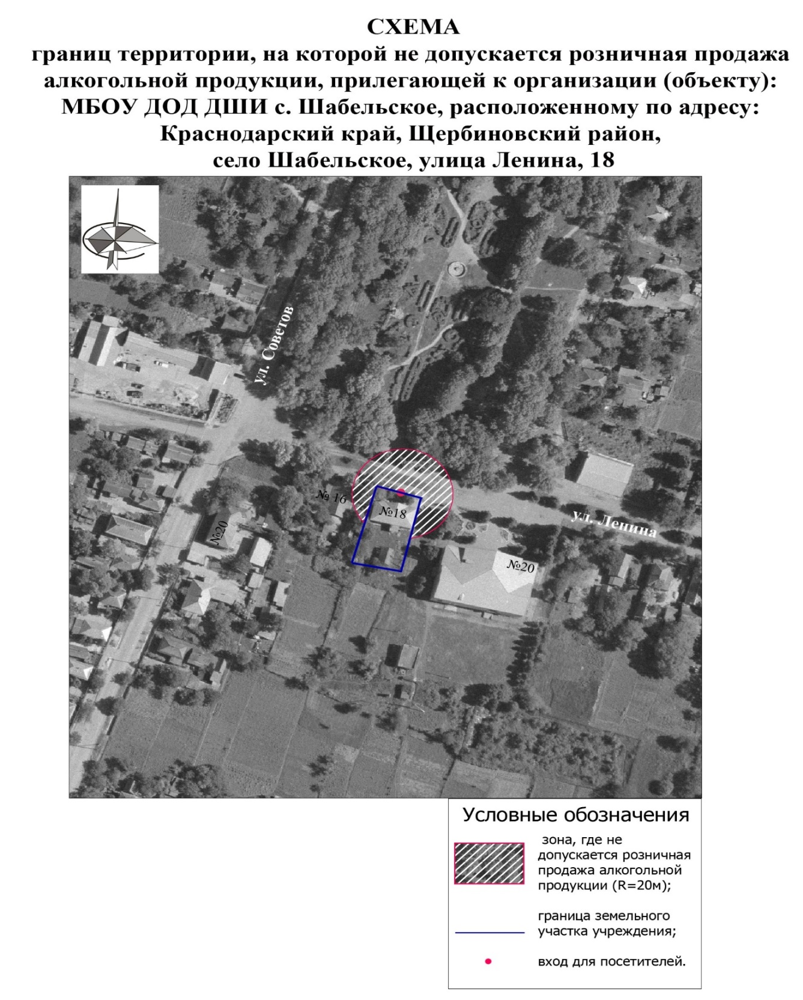 СХЕМА
границ территории, на которой не допускается розничная продажа
алкогольной продукции, прилегающей к организации (объекту):
МБОУ ДОД ДШИ с. Шабельское, расположенному по адресу:
Краснодарский край, Щербиновский район,
село Шабельское, улица Ленина, 18
ул. Советов
№ 16
№18
№20
ул. Ленина
№20
Условные обозначения
зона, где не
допускается розничная
продажа алкогольной
продукции (R=20м);
граница земельного
участка учреждения;
вход для посетителей.